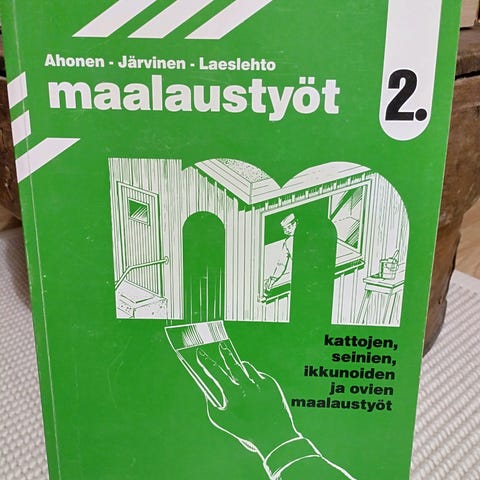 Ahonen - Järvinen - Laeslehto
maalaustyöt
2.
m
kattojen,
seinien,
ikkunoiden
ja ovien
maalaustyöt